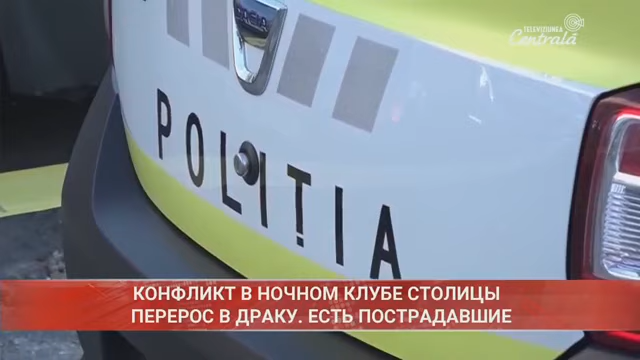 TELEVIZIUNEA
Centrală
POLIȚIA
КОНФЛИКТ В НОЧНОМ КЛУБЕ СТОЛИЦЫ
ПЕРЕРОС В ДРАКУ. ЕСТЬ ПОСТРАДАВШИЕ